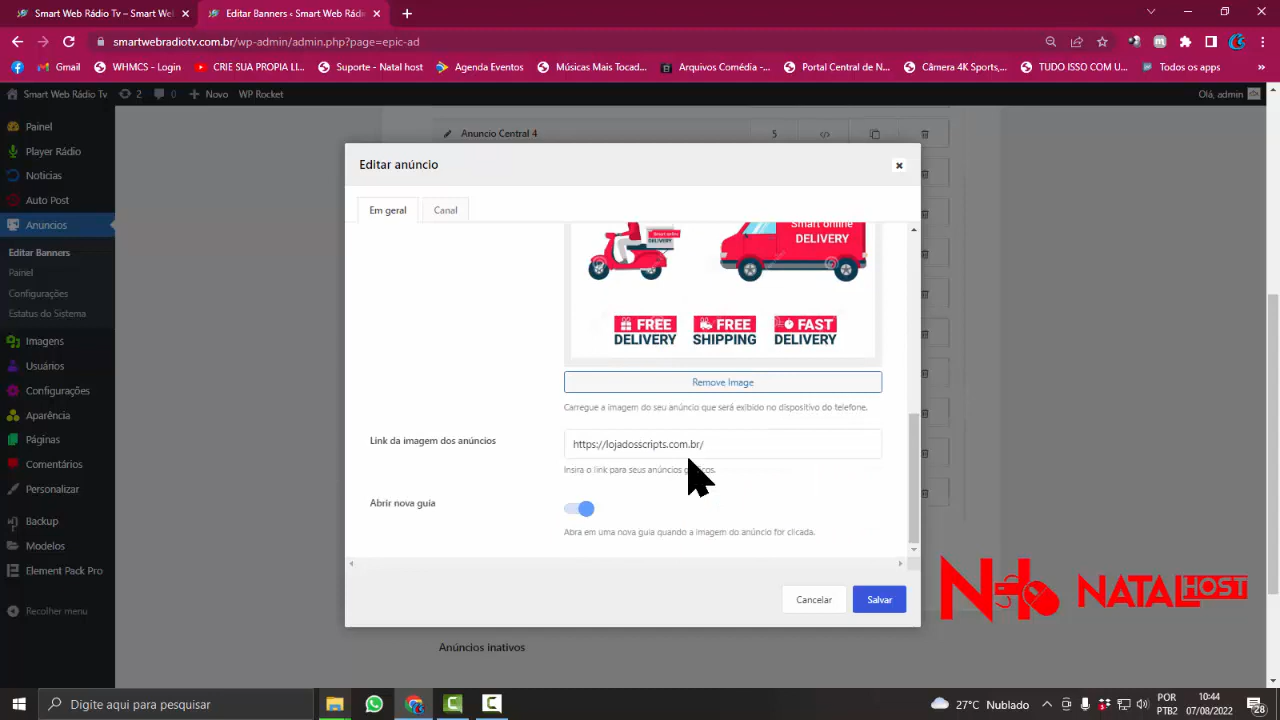 Smart Web Rádio Tv -
Editar Banners ‹ Smart Web Rádi
smartwebradiotv.com.br/wp-admin/admin.php?page=epic-ad
Gmail
WHMCS - Login
CRIE SUA PROPIA LI...
Suporte - Natal host
Agenda Eventos
Músicas Mais Tocad...
Arquivos Comédia -...
Portal Central de N...
Câmera 4K Sports,...
TUDO ISSO COM U...
Todos os apps
»
Smart Web Rádio Tv
2
0
Novo
WP Rocket
Olá, admin
Painel
Player Rádio
Noticias
Auto Post
Anúncios
Editar Banners
Painel
Configurações
Estatus do Sistema
Imagens
Usuários
Configurações
Aparência
Páginas
Comentários
Personalizar
Backup
Modelos
Element Pack Pro
Recolher menu
Anuncio Central 4
5
Editar anúncio
Em geral
Canal
Smart online
DELIVERY
DELIVERY
FREE
DELIVERY
FREE
SHIPPING
FAST
DELIVERY
Remove Image
Carregue a imagem do seu anúncio que será exibido no dispositivo do telefone.
Link da imagem dos anúncios
https://lojadosscripts.com.br/
Insira o link para seus anúncios
Abrir nova guia
Abra em uma nova guia quando a imagem do anúncio for clicada.
Cancelar
Salvar
Anúncios inativos
NATALHOST
Digite aqui para pesquisar
27°C Nublado
POR
PTB2
10:44
07/08/2022
28